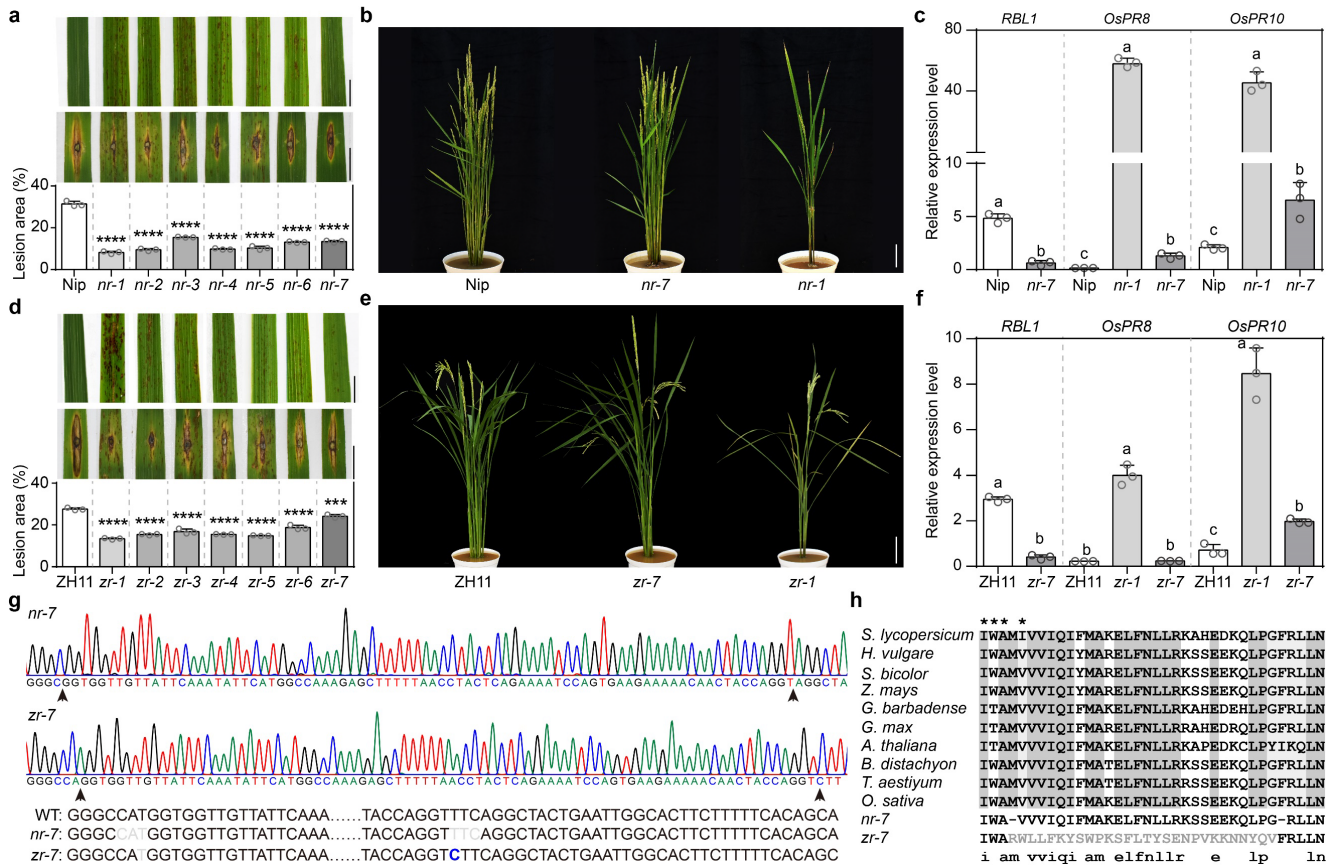 a
Lesion area (%)
40
20
0
****
****
****
****
****
****
****
Nip nr-1 nr-2 nr-3 nr-4 nr-5 nr-6 nr-7
b
Nip nr-7 nr-1
c
RBL1 OsPR8 OsPR10
Relative expression level
80
40
10
5
0
a b c a b c a b
Nip nr-7 Nip nr-1 nr-7 Nip nr-1 nr-7
d
Lesion area (%)
40
20
0
****
****
****
****
****
****
***
ZH11 zr-1 zr-2 zr-3 zr-4 zr-5 zr-6 zr-7
e
ZH11 zr-7 zr-1
f
RBL1 OsPR8 OsPR10
Relative expression level
10
8
6
4
2
0
a b b a b c a b
ZH11 zr-7 ZH11 zr-1 zr-7 ZH11 zr-1 zr-7
g
nr-7
GGGCGGTGGTTGTTATTCAAATATTCATGGCCAAAGAGCTTTTTAACCTACTCAGAAAATCCAGTGAAGAAAAACAACTACCAGGTAGGCTA
zr-7
GGGCCAGGTGGTTGTTATTCAAATATTCATGGCCAAAGAGCTTTTTAACCTACTCAGAAAATCCAGTGAAGAAAAACAACTACCAGGTCTT
WT: GGGCCATGGTGGTTGTTATTCAAA......TACCAGGTTTCAGGCTACTGAATTGGCACTTCTTTTTCACAGCA
nr-7: GGGCCATGGTGGTTGTTATTCAAA......TACCAGGTTTCAGGCTACTGAATTGGCACTTCTTTTTCACAGCA
zr-7: GGGCCATGGTGGTTGTTATTCAAA......TACCAGGTCTTCAGGCTACTGAATTGGCACTTCTTTTTCACAGC
h
*** *
S. lycopersicum IWAMIVVIQIFMAKELFNLLRKAHEDKQLPGFRLLN
H. vulgare IWAMVVVIQIFMAKELFNLLRKSSEEKQLPGFRLLN
S. bicolor IWAMVVVIQIYMAKELFNLLRKSSEEKQLPGFRLLN
Z. mays IWAMVVVIQIYMAKELFNLLRKSSEEKQLPGFRLLN
G. barbadense ITAMVVVIQIFMAKELFNLLRKAHEDEHLPGFRLLN
G. max ITAMVVVIQIFMAKELFNLLRRAHEDRQLPGFRLLN
A. thaliana ITAMVVVIQIFMAKELFNLLRKAPEDKCLPYIKQLN
B. distachyon IWAMVVVIQIFMATELFNLLRKSSEEKQLPGFRLLN
T. aestiyum IWAMVVVIQIFMAKELFNLLRKSSEEKQLPGFRLLN
O. sativa IWAMVVVIQIFMAKELFNLLRKSSEEKQLPGFRLLN
nr-7 IWA-VVVIQIFMAKELFNLLRKSSEEKQLPG-RLLN
zr-7 IWARWLLFKYSWPKSFLTYSENPVKKNNYQVFRLLN
i am vviqi am elfnllr e lp ln